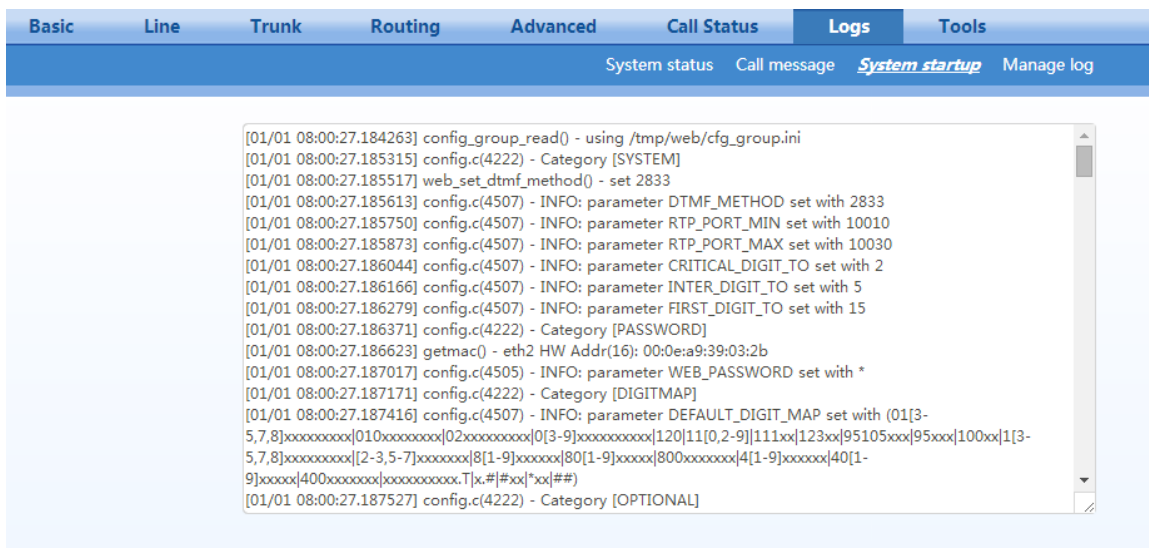 Basic Line Trunk Routing Advanced Call Status Logs Tools
System status Call message System startup Manage log
[01/01 08:00:27.184263] config_group_read() - using /tmp/web/cfg_group.ini
[01/01 08:00:27.185315] config.c(4222) - Category [SYSTEM]
[01/01 08:00:27.185517] web_set_dtmf_method() - set 2833
[01/01 08:00:27.185613] config.c(4507) - INFO: parameter DTMF_METHOD set with 2833
[01/01 08:00:27.185750] config.c(4507) - INFO: parameter RTP_PORT_MIN set with 10010
[01/01 08:00:27.185873] config.c(4507) - INFO: parameter RTP_PORT_MAX set with 10030
[01/01 08:00:27.186044] config.c(4507) - INFO: parameter CRITICAL_DIGIT_TO set with 2
[01/01 08:00:27.186166] config.c(4507) - INFO: parameter INTER_DIGIT_TO set with 5
[01/01 08:00:27.186279] config.c(4507) - INFO: parameter FIRST_DIGIT_TO set with 15
[01/01 08:00:27.186371] config.c(4222) - Category [PASSWORD]
[01/01 08:00:27.186623] getmac() - eth2 HW Addr(16): 00:0e:a9:39:03:2b
[01/01 08:00:27.187017] config.c(4505) - INFO: parameter WEB_PASSWORD set with *
[01/01 08:00:27.187171] config.c(4222) - Category [DIGITMAP]
[01/01 08:00:27.187416] config.c(4507) - INFO: parameter DEFAULT_DIGIT_MAP set with (01[3-
5,7,8]xxxxxxxxx|010xxxxxxxx|02xxxxxxxxx|0[3-9]xxxxxxxxxx|120|11[0,2-9]|111xx|123xx|95105xxx|95xxx|100xx|1[3-
5,7,8]xxxxxxxxx|[2-3,5-7]xxxxxxx|8[1-9]xxxxxx|80[1-9]xxxxx|800xxxxxxx|4[1-9]xxxxxx|40[1-
9]xxxxx|400xxxxxxx|xxxxxxxxxx.T|x.#|#xx|*xx|##)
[01/01 08:00:27.187527] config.c(4222) - Category [OPTIONAL]